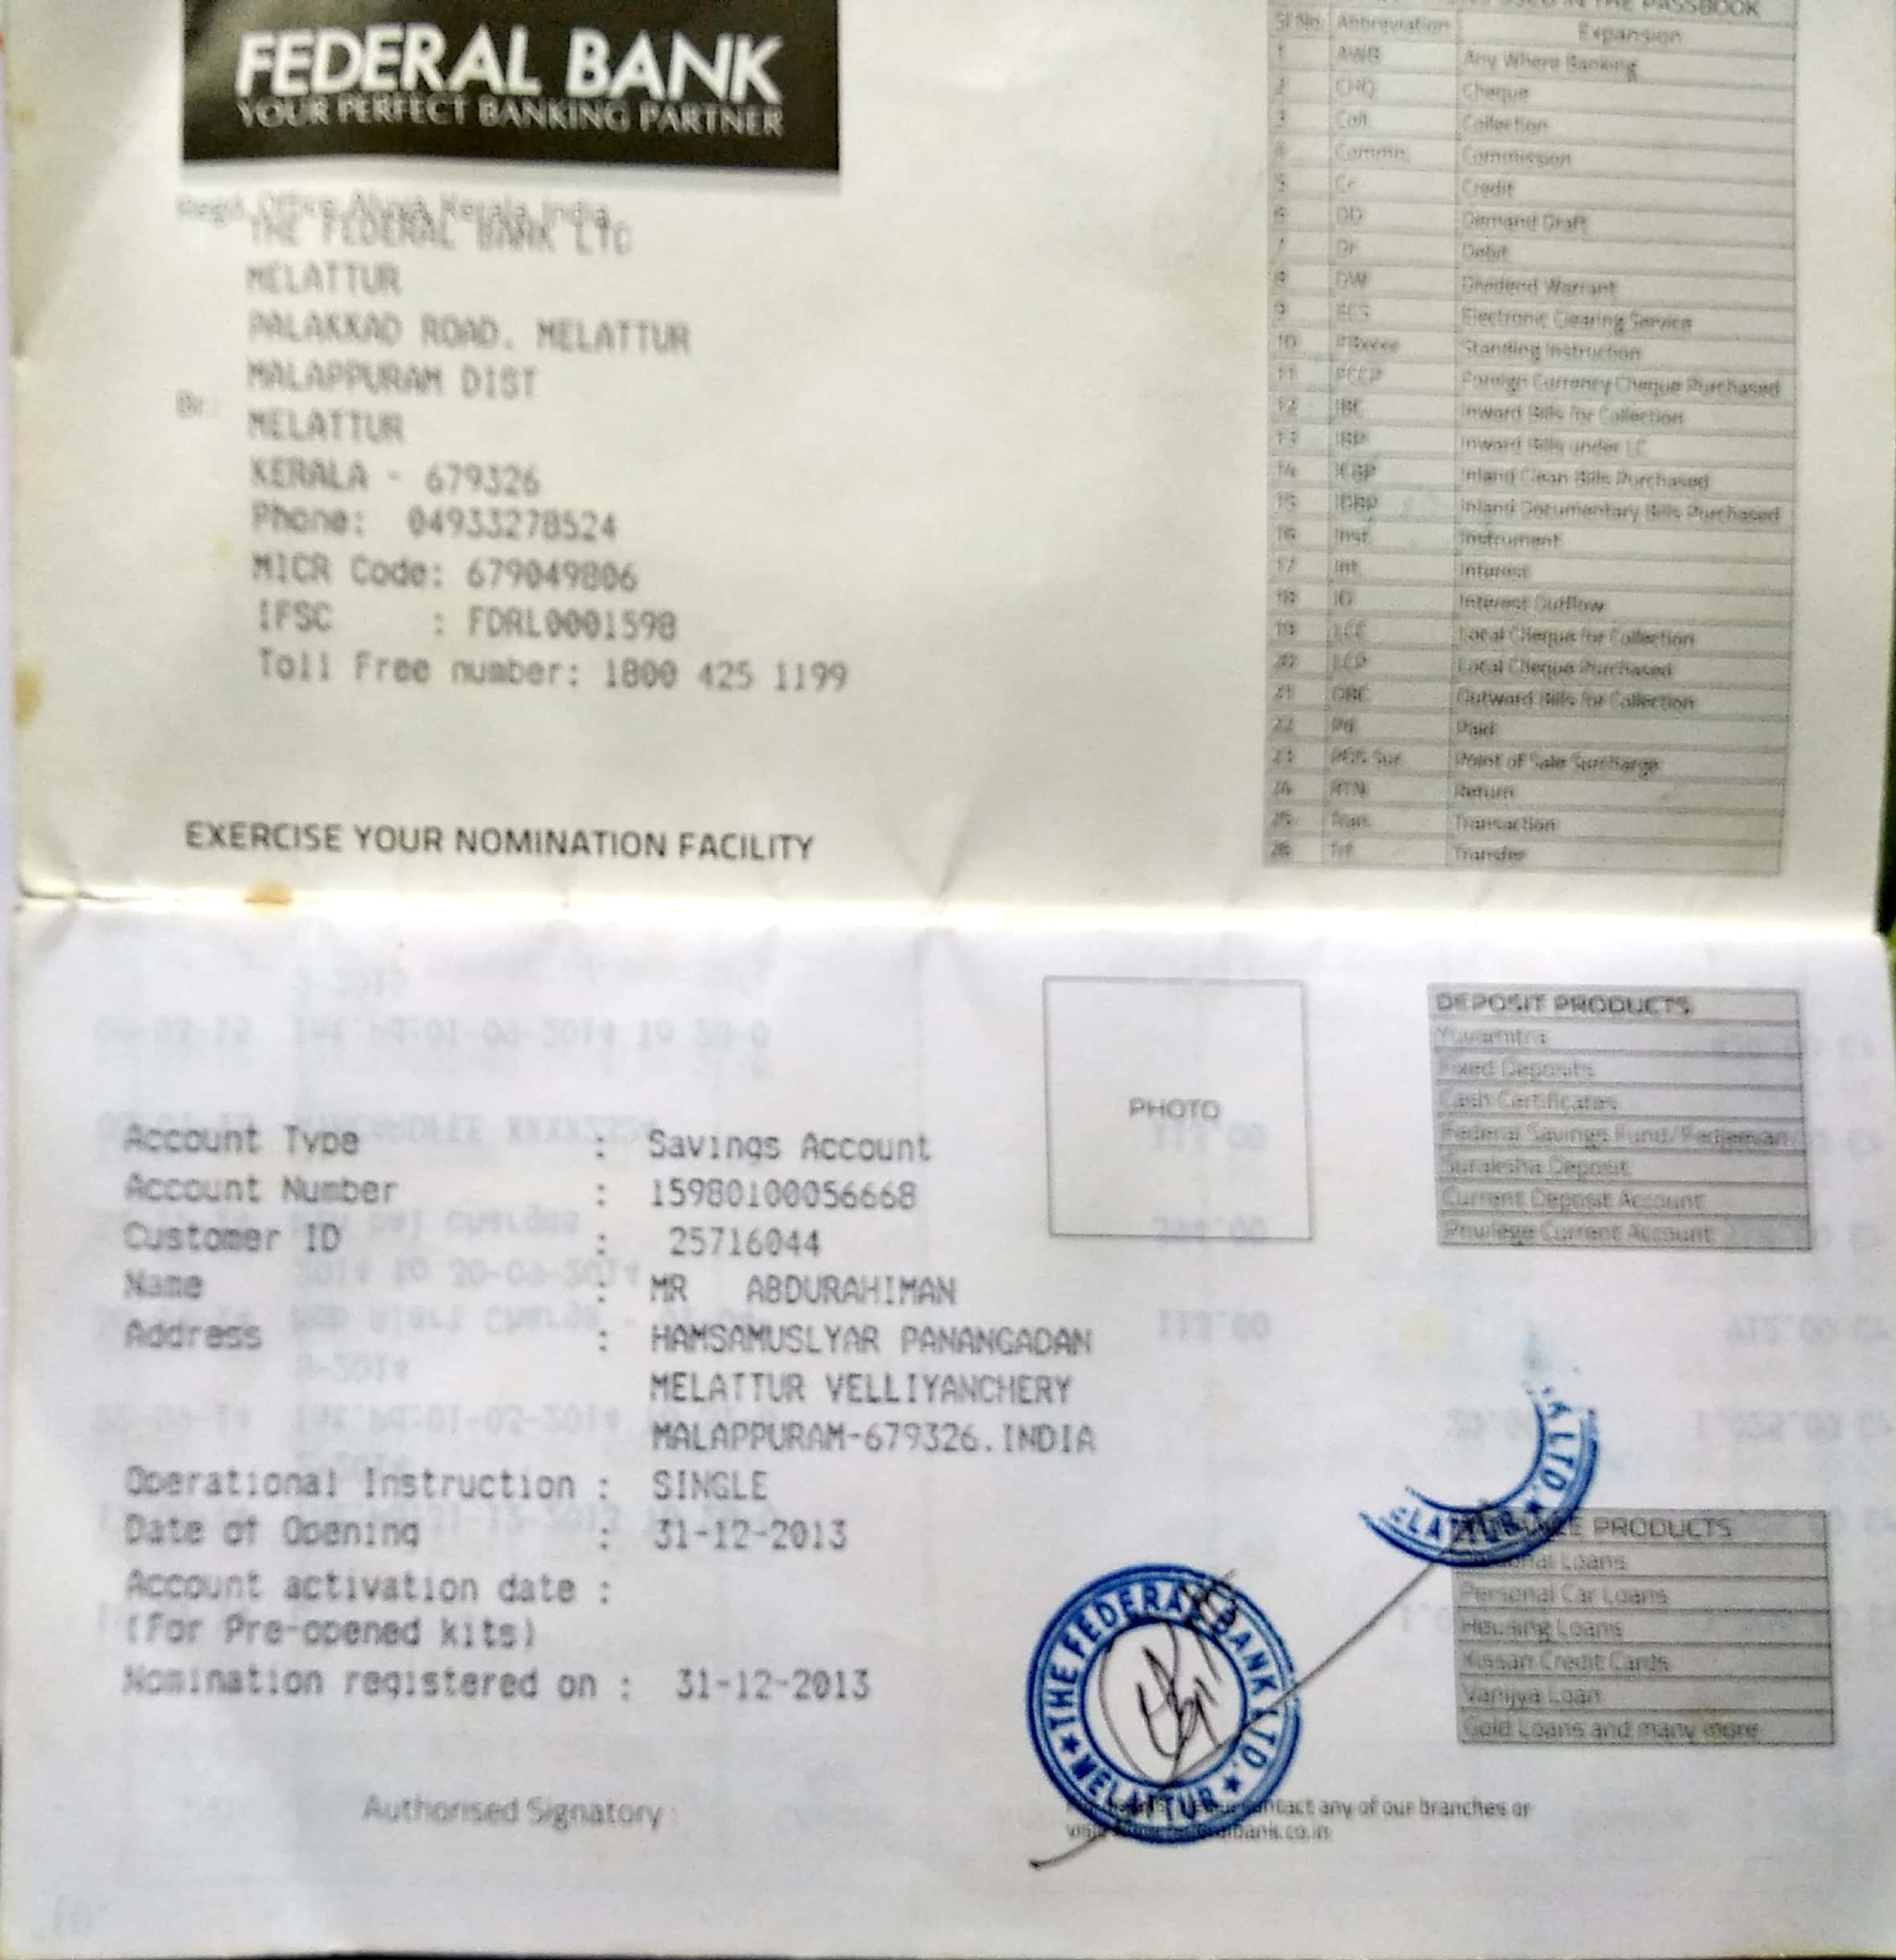 FEDERAL BANK
YOUR PERFECT BANKING PARTNER
Regd. Office Aluva, Kerala, India
THE FEDERAL BANK LTD
MELATTUR
PALAKKAD ROAD, MELATTUR
MALAPPURAM DIST
Br.:
MELATTUR
KERALA - 679326
Phone: 04933278524
MICR Code: 679049806
IFSC : FDRL0001598
Toll Free number: 1800 425 1199
EXERCISE YOUR NOMINATION FACILITY
USED IN THE PASSBOOK
Sl No. Abbreviation Expansion
1 AWB Any Where Banking
2 CHQ Cheque
3 Coll. Collection
4 Commn. Commission
5 Cr Credit
6 DD Demand Draft
7 Dr Debit
8 DW Dividend Warrant
9 ECS Electronic Clearing Service
10 Standing Instruction
11 FCCP Foreign Currency Cheque Purchased
12 IBC Inward Bills for Collection
13 IBP Inward Bills under LC
14 ICBP Inland Clean Bills Purchased
15 IDBP Inland Documentary Bills Purchased
16 Inst. Instrument
17 Int. Interest
18 IO Interest Outflow
19 LCC Local Cheque for Collection
20 LCP Local Cheque Purchased
21 OBC Outward Bills for Collection
22 Pd Paid
23 POS Sur Point of Sale Surcharge
24 RTN Return
25 Tran. Transaction
26 Trf Transfer
Account Type : Savings Account
Account Number : 15980100056668
Customer ID : 25716044
Name : MR ABDURAHIMAN
Address : HAMSAMUSLYAR PANANGADAN
MELATTUR VELLIYANCHERY
MALAPPURAM-679326.INDIA
Operational Instruction : SINGLE
Date of Opening : 31-12-2013
Account activation date :
(For Pre-opened kits)
Nomination registered on : 31-12-2013
Authorised Signatory
PHOTO
DEPOSIT PRODUCTS
Yuvamitra
Fixed Deposits
Cash Certificates
Federal Savings Fund/
Suraksha Deposit
Current Deposit Account
Privilege Current Account
PRODUCTS
Loans
Personal Car Loans
Housing Loans
Kissan Credit Cards
Vanijya Loan
Gold Loans and many more
THE FEDERAL BANK LTD. MELATTUR
LTD.
contact any of our branches or